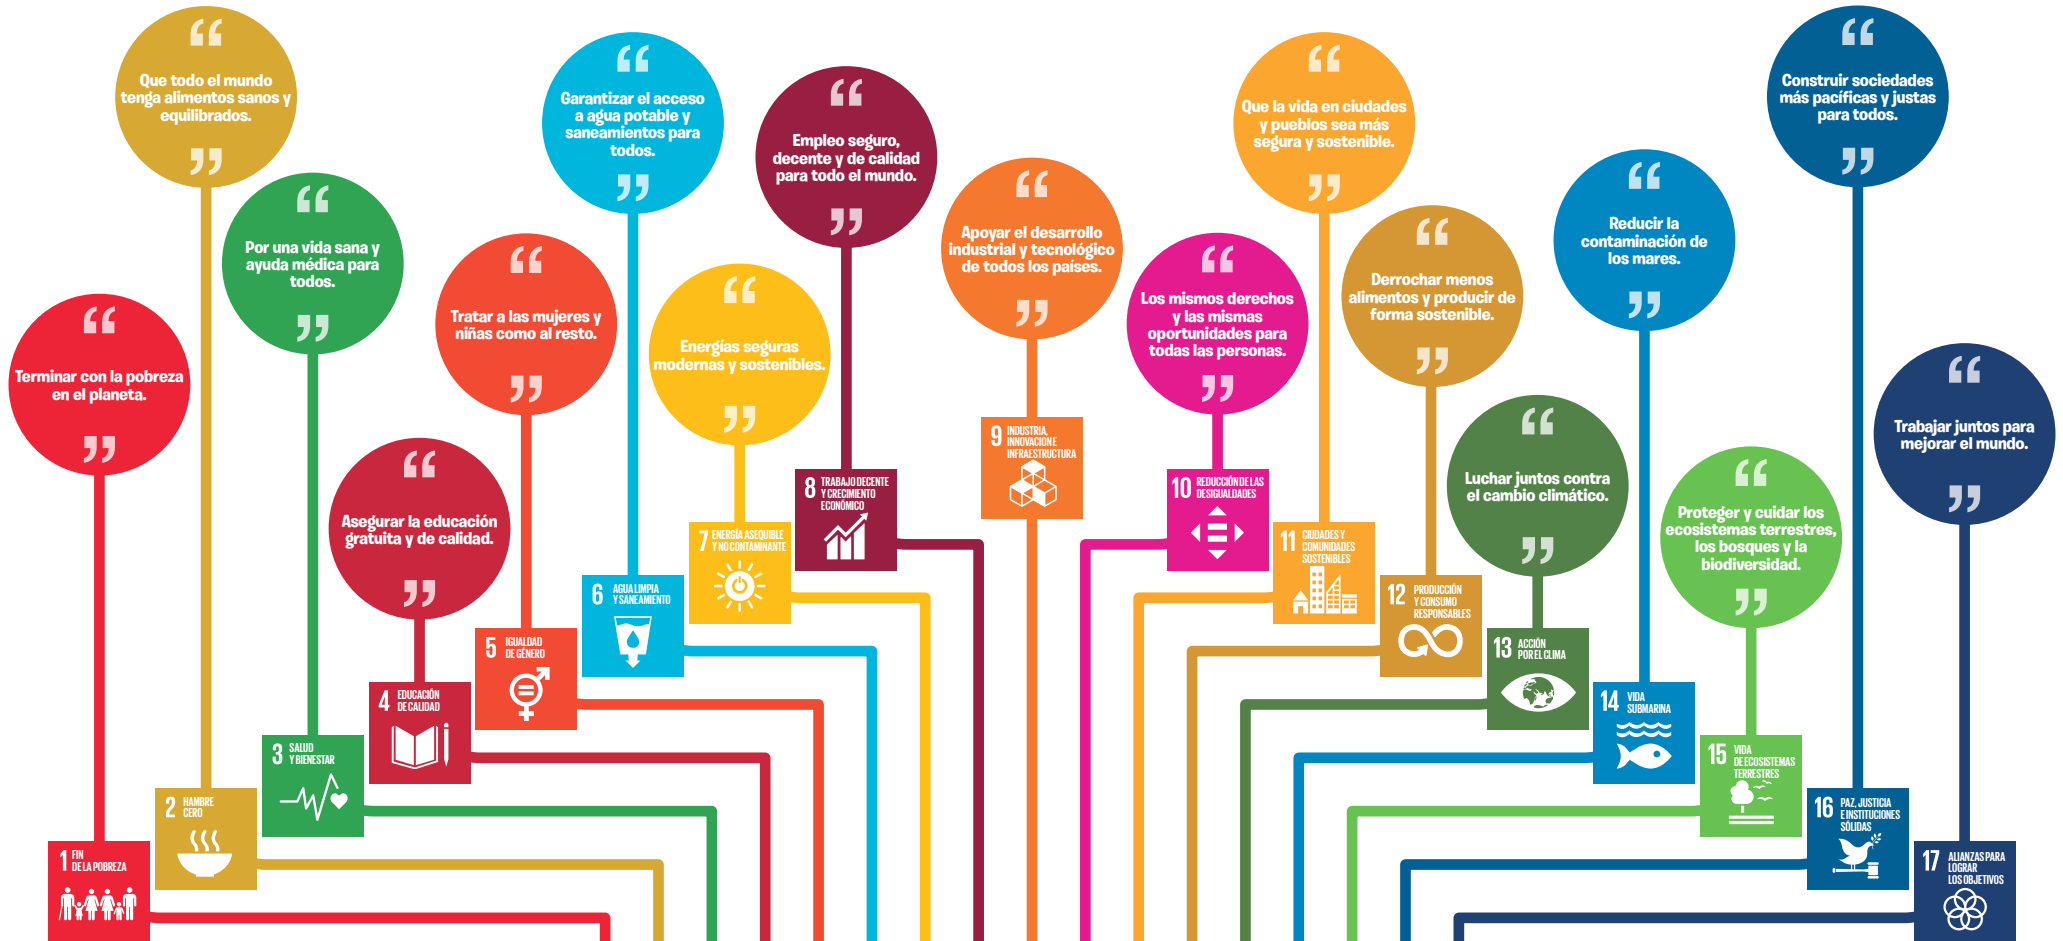 “
Terminar con la pobreza
en el planeta.
”
1 FIN
DE LA POBREZA
“
Que todo el mundo
tenga alimentos sanos y
equilibrados.
”
2 HAMBRE
CERO
“
Por una vida sana y
ayuda médica para
todos.
”
3 SALUD
Y BIENESTAR
“
Asegurar la educación
gratuita y de calidad.
”
4 EDUCACIÓN
DE CALIDAD
“
Tratar a las mujeres y
niñas como al resto.
”
5 IGUALDAD
DE GÉNERO
“
Garantizar el acceso
a agua potable y
saneamientos para
todos.
”
6 AGUA LIMPIA
Y SANEAMIENTO
“
Energías seguras
modernas y sostenibles.
”
7 ENERGÍA ASEQUIBLE
Y NO CONTAMINANTE
“
Empleo seguro,
decente y de calidad
para todo el mundo.
”
8 TRABAJO DECENTE
Y CRECIMIENTO
ECONÓMICO
“
Apoyar el desarrollo
industrial y tecnológico
de todos los países.
”
9 INDUSTRIA,
INNOVACIÓN E
INFRAESTRUCTURA
“
Los mismos derechos
y las mismas
oportunidades para
todas las personas.
”
10 REDUCCIÓN DE LAS
DESIGUALDADES
“
Que la vida en ciudades
y pueblos sea más
segura y sostenible.
”
11 CIUDADES Y
COMUNIDADES
SOSTENIBLES
“
Derrochar menos
alimentos y producir de
forma sostenible.
”
12 PRODUCCIÓN
Y CONSUMO
RESPONSABLES
“
Luchar juntos contra
el cambio climático.
”
13 ACCIÓN
POR EL CLIMA
“
Reducir la
contaminación de
los mares.
”
14 VIDA
SUBMARINA
“
Proteger y cuidar los
ecosistemas terrestres,
los bosques y la
biodiversidad.
”
15 VIDA
DE ECOSISTEMAS
TERRESTRES
“
Construir sociedades
más pacíficas y justas
para todos.
”
16 PAZ, JUSTICIA
E INSTITUCIONES
SÓLIDAS
“
Trabajar juntos para
mejorar el mundo.
”
17 ALIANZAS PARA
LOGRAR
LOS OBJETIVOS